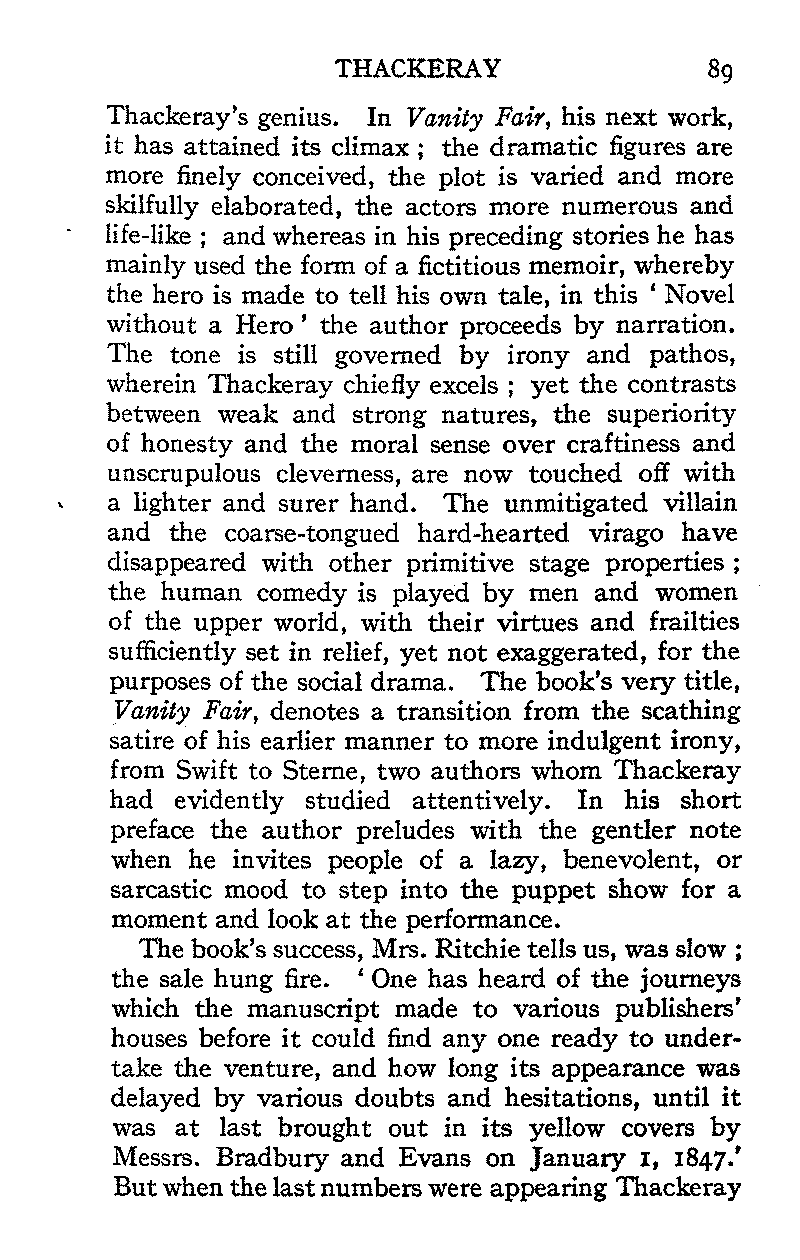 THACKERAY 89
Thackeray's genius. In Vanity Fair, his next work,
it has attained its climax ; the dramatic figures are
more finely conceived, the plot is varied and more
skilfully elaborated, the actors more numerous and
life-like ; and whereas in his preceding stories he has
mainly used the form of a fictitious memoir, whereby
the hero is made to tell his own tale, in this ‘ Novel
without a Hero ’ the author proceeds by narration.
The tone is still governed by irony and pathos,
wherein Thackeray chiefly excels ; yet the contrasts
between weak and strong natures, the superiority
of honesty and the moral sense over craftiness and
unscrupulous cleverness, are now touched off with
a lighter and surer hand. The unmitigated villain
and the coarse-tongued hard-hearted virago have
disappeared with other primitive stage properties ;
the human comedy is played by men and women
of the upper world, with their virtues and frailties
sufficiently set in relief, yet not exaggerated, for the
purposes of the social drama. The book's very title,
Vanity Fair, denotes a transition from the scathing
satire of his earlier manner to more indulgent irony,
from Swift to Sterne, two authors whom Thackeray
had evidently studied attentively. In his short
preface the author preludes with the gentler note
when he invites people of a lazy, benevolent, or
sarcastic mood to step into the puppet show for a
moment and look at the performance.
The book's success, Mrs. Ritchie tells us, was slow ;
the sale hung fire. ‘ One has heard of the journeys
which the manuscript made to various publishers'
houses before it could find any one ready to under-
take the venture, and how long its appearance was
delayed by various doubts and hesitations, until it
was at last brought out in its yellow covers by
Messrs. Bradbury and Evans on January 1, 1847.’
But when the last numbers were appearing Thackeray